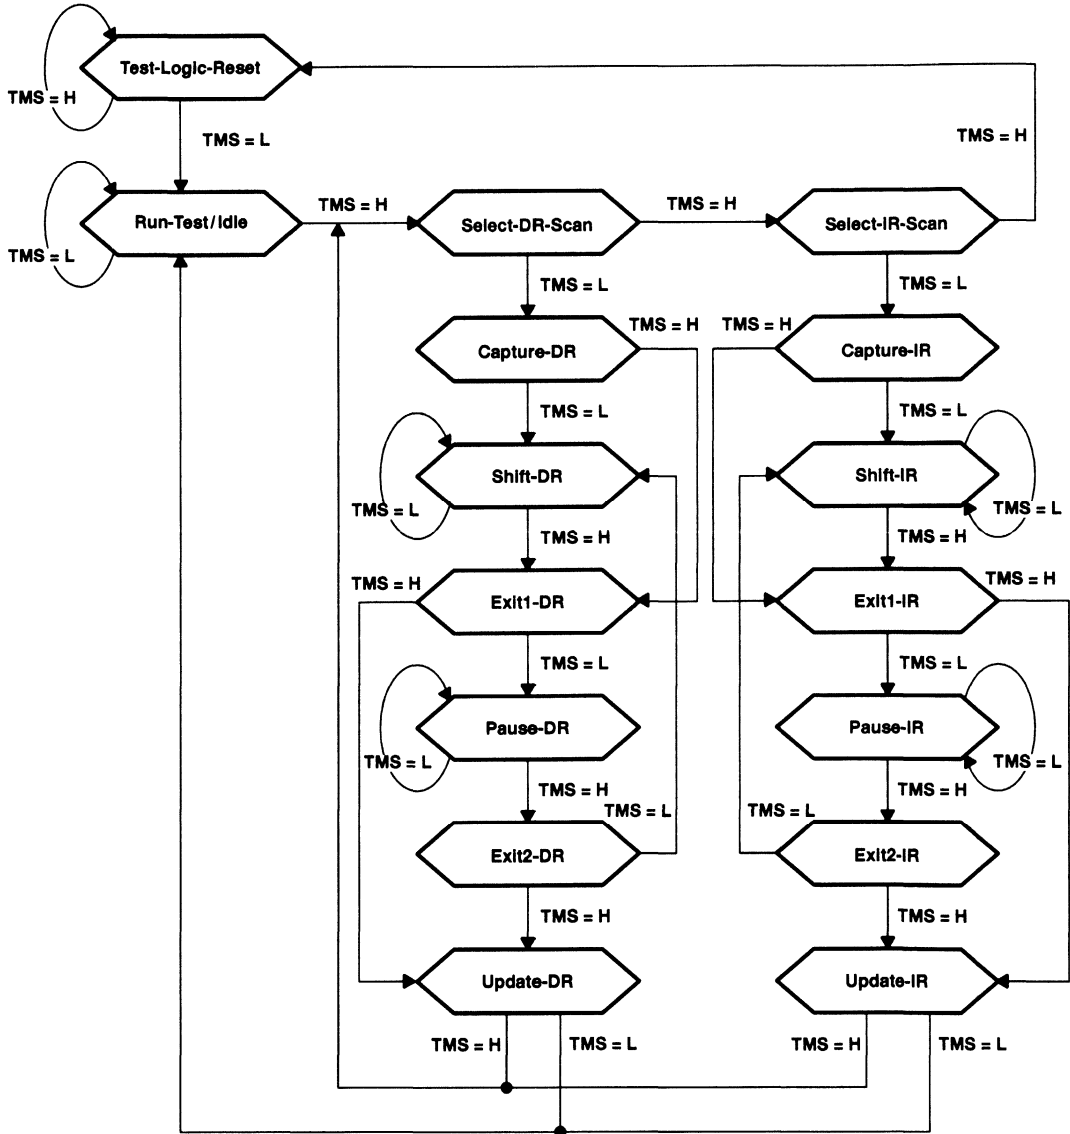 Test-Logic-Reset
TMS = H
TMS = L
TMS = H
Run-Test/Idle
TMS = L
TMS = H
Select-DR-Scan
TMS = H
Select-IR-Scan
TMS = L
TMS = L
TMS = H
TMS = H
Capture-DR
Capture-IR
TMS = L
TMS = L
Shift-DR
Shift-IR
TMS = L
TMS = L
TMS = H
TMS = H
TMS = H
TMS = H
Exit1-DR
Exit1-IR
TMS = L
TMS = L
Pause-DR
Pause-IR
TMS = L
TMS = L
TMS = H
TMS = H
TMS = L
TMS = L
Exit2-DR
Exit2-IR
TMS = H
TMS = H
Update-DR
Update-IR
TMS = H
TMS = L
TMS = H
TMS = L